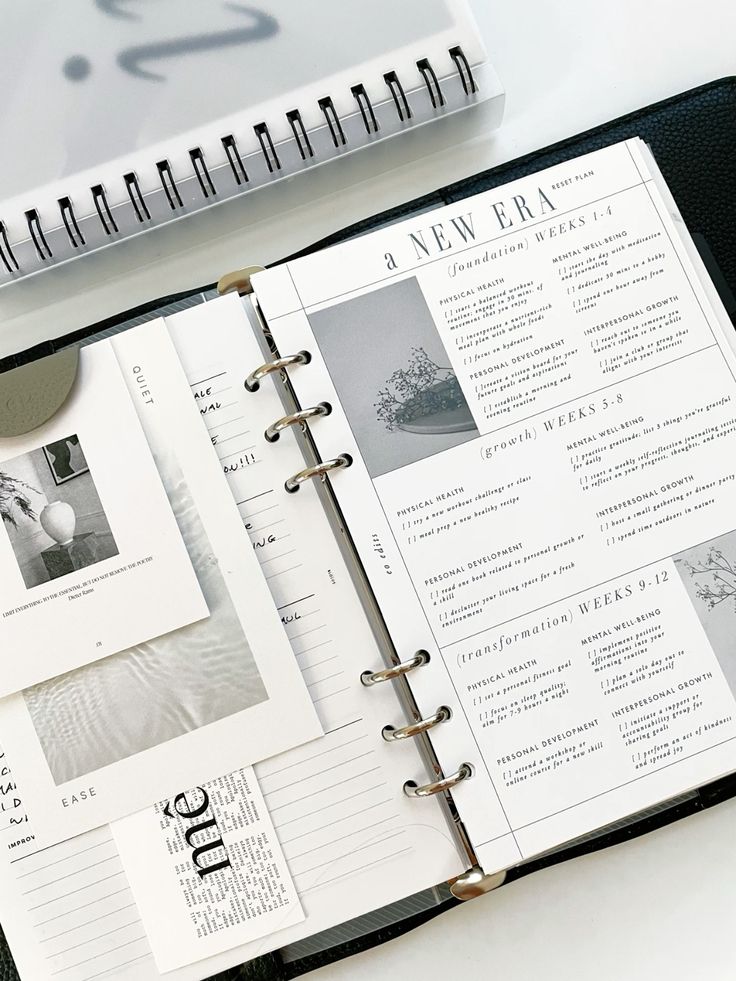 QUIET
LIMIT EVERYTHING TO THE ESSENTIAL, BUT DO NOT REMOVE THE POETRY
Dieter Rams
EASE
IMPROV
NOTES
a NEW ERA
RESET PLAN
(foundation) WEEKS 1-4
PHYSICAL HEALTH
[ ] start a balanced workout
routine; engage in 30 mins. of
movement that you enjoy
[ ] incorporate a nutrient-rich
meal plan with whole foods
[ ] focus on hydration
PERSONAL DEVELOPMENT
[ ] create a vision board for your
future goals and aspirations
[ ] establish a morning and
evening routine
MENTAL WELL-BEING
[ ] start the day with meditation
and journaling
[ ] dedicate 30 mins to a hobby
[ ] spend one hour away from
screens
INTERPERSONAL GROWTH
[ ] reach out to someone you
haven't spoken to in a while
[ ] join a club or group that
aligns with your interests
(growth) WEEKS 5-8
PHYSICAL HEALTH
[ ] try a new workout challenge or class
[ ] meal prep a new healthy recipe
PERSONAL DEVELOPMENT
[ ] read one book related to personal growth or
a skill
[ ] declutter your living space for a fresh
environment
MENTAL WELL-BEING
[ ] practice gratitude: list 3 things you're grateful
for daily
[ ] start a weekly self-reflection journaling
to reflect on your progress, thoughts, and
INTERPERSONAL GROWTH
[ ] host a small gathering or dinner party
[ ] spend time outdoors in nature
co edits
(transformation) WEEKS 9-12
PHYSICAL HEALTH
[ ] set a personal fitness goal
[ ] focus on sleep quality;
aim for 7-9 hours a night
PERSONAL DEVELOPMENT
[ ] attend a workshop or
online course for a new skill
MENTAL WELL-BEING
[ ] implement positive
affirmations into your
morning routine
[ ] plan a solo day out to
connect with yourself
INTERPERSONAL GROWTH
[ ] initiate a support or
accountability group for
sharing goals
[ ] perform an act of kindness
and spread joy